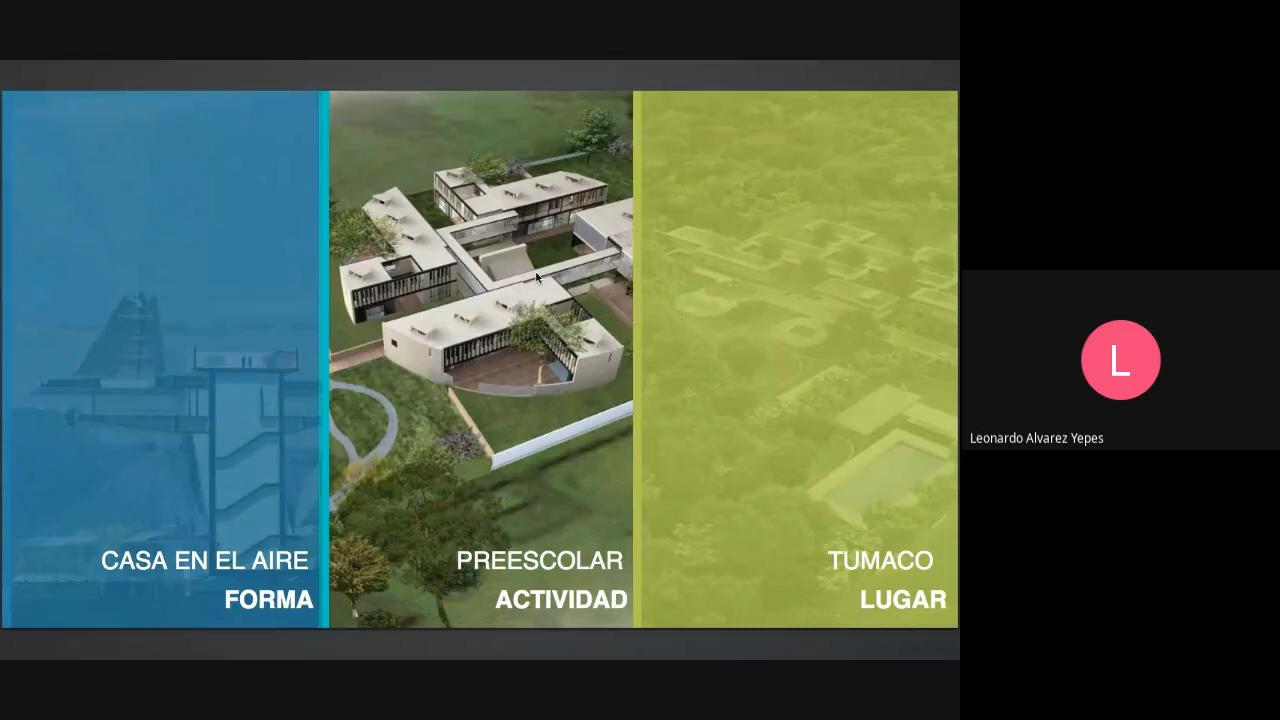 CASA EN EL AIRE
FORMA
PREESCOLAR
ACTIVIDAD
TUMACO
LUGAR
L
Leonardo Alvarez Yepes